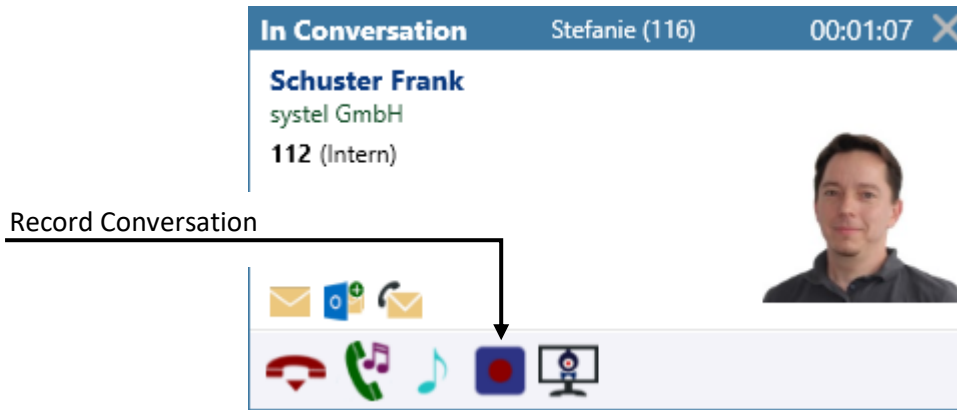 In Conversation Stefanie (116) 00:01:07
Schuster Frank
systel GmbH
112 (Intern)
Record Conversation